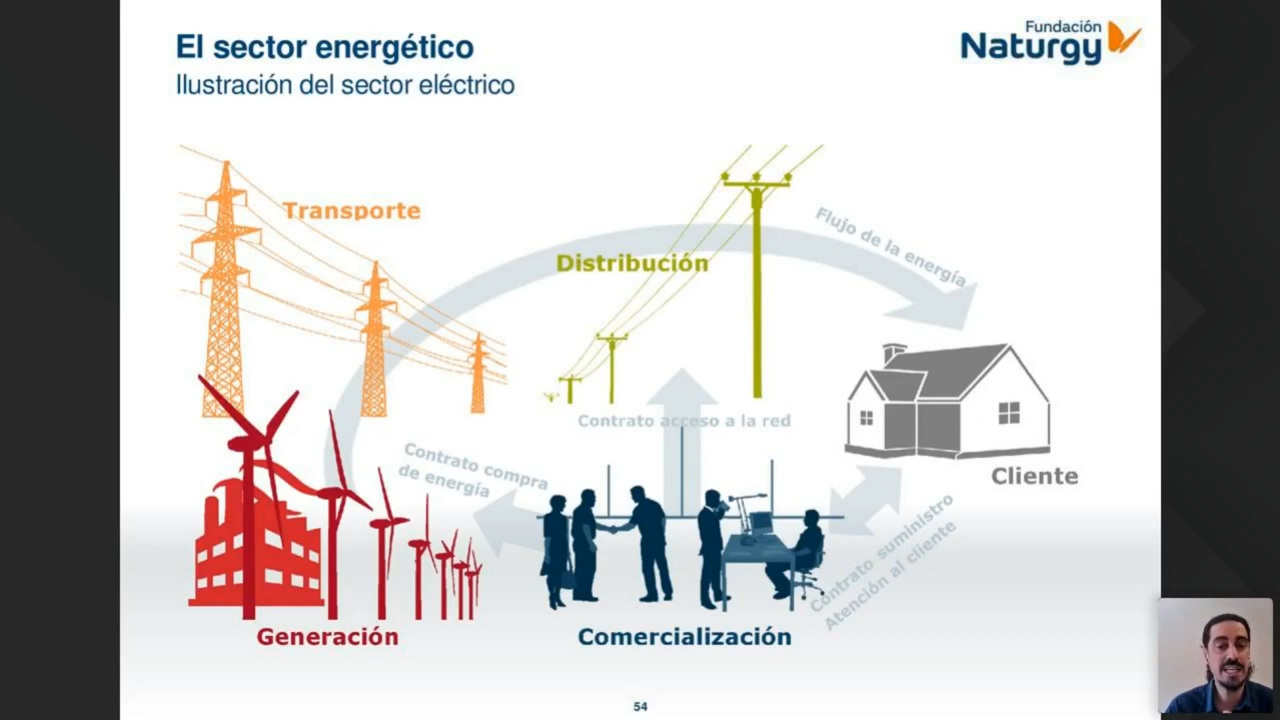 El sector energético
Ilustración del sector eléctrico
Fundación
Naturgy
Transporte
Distribución
Flujo de la energía
Contrato acceso a la red
Contrato compra
de energía
Cliente
Contrato suministro
Atención al cliente
Generación
Comercialización
54